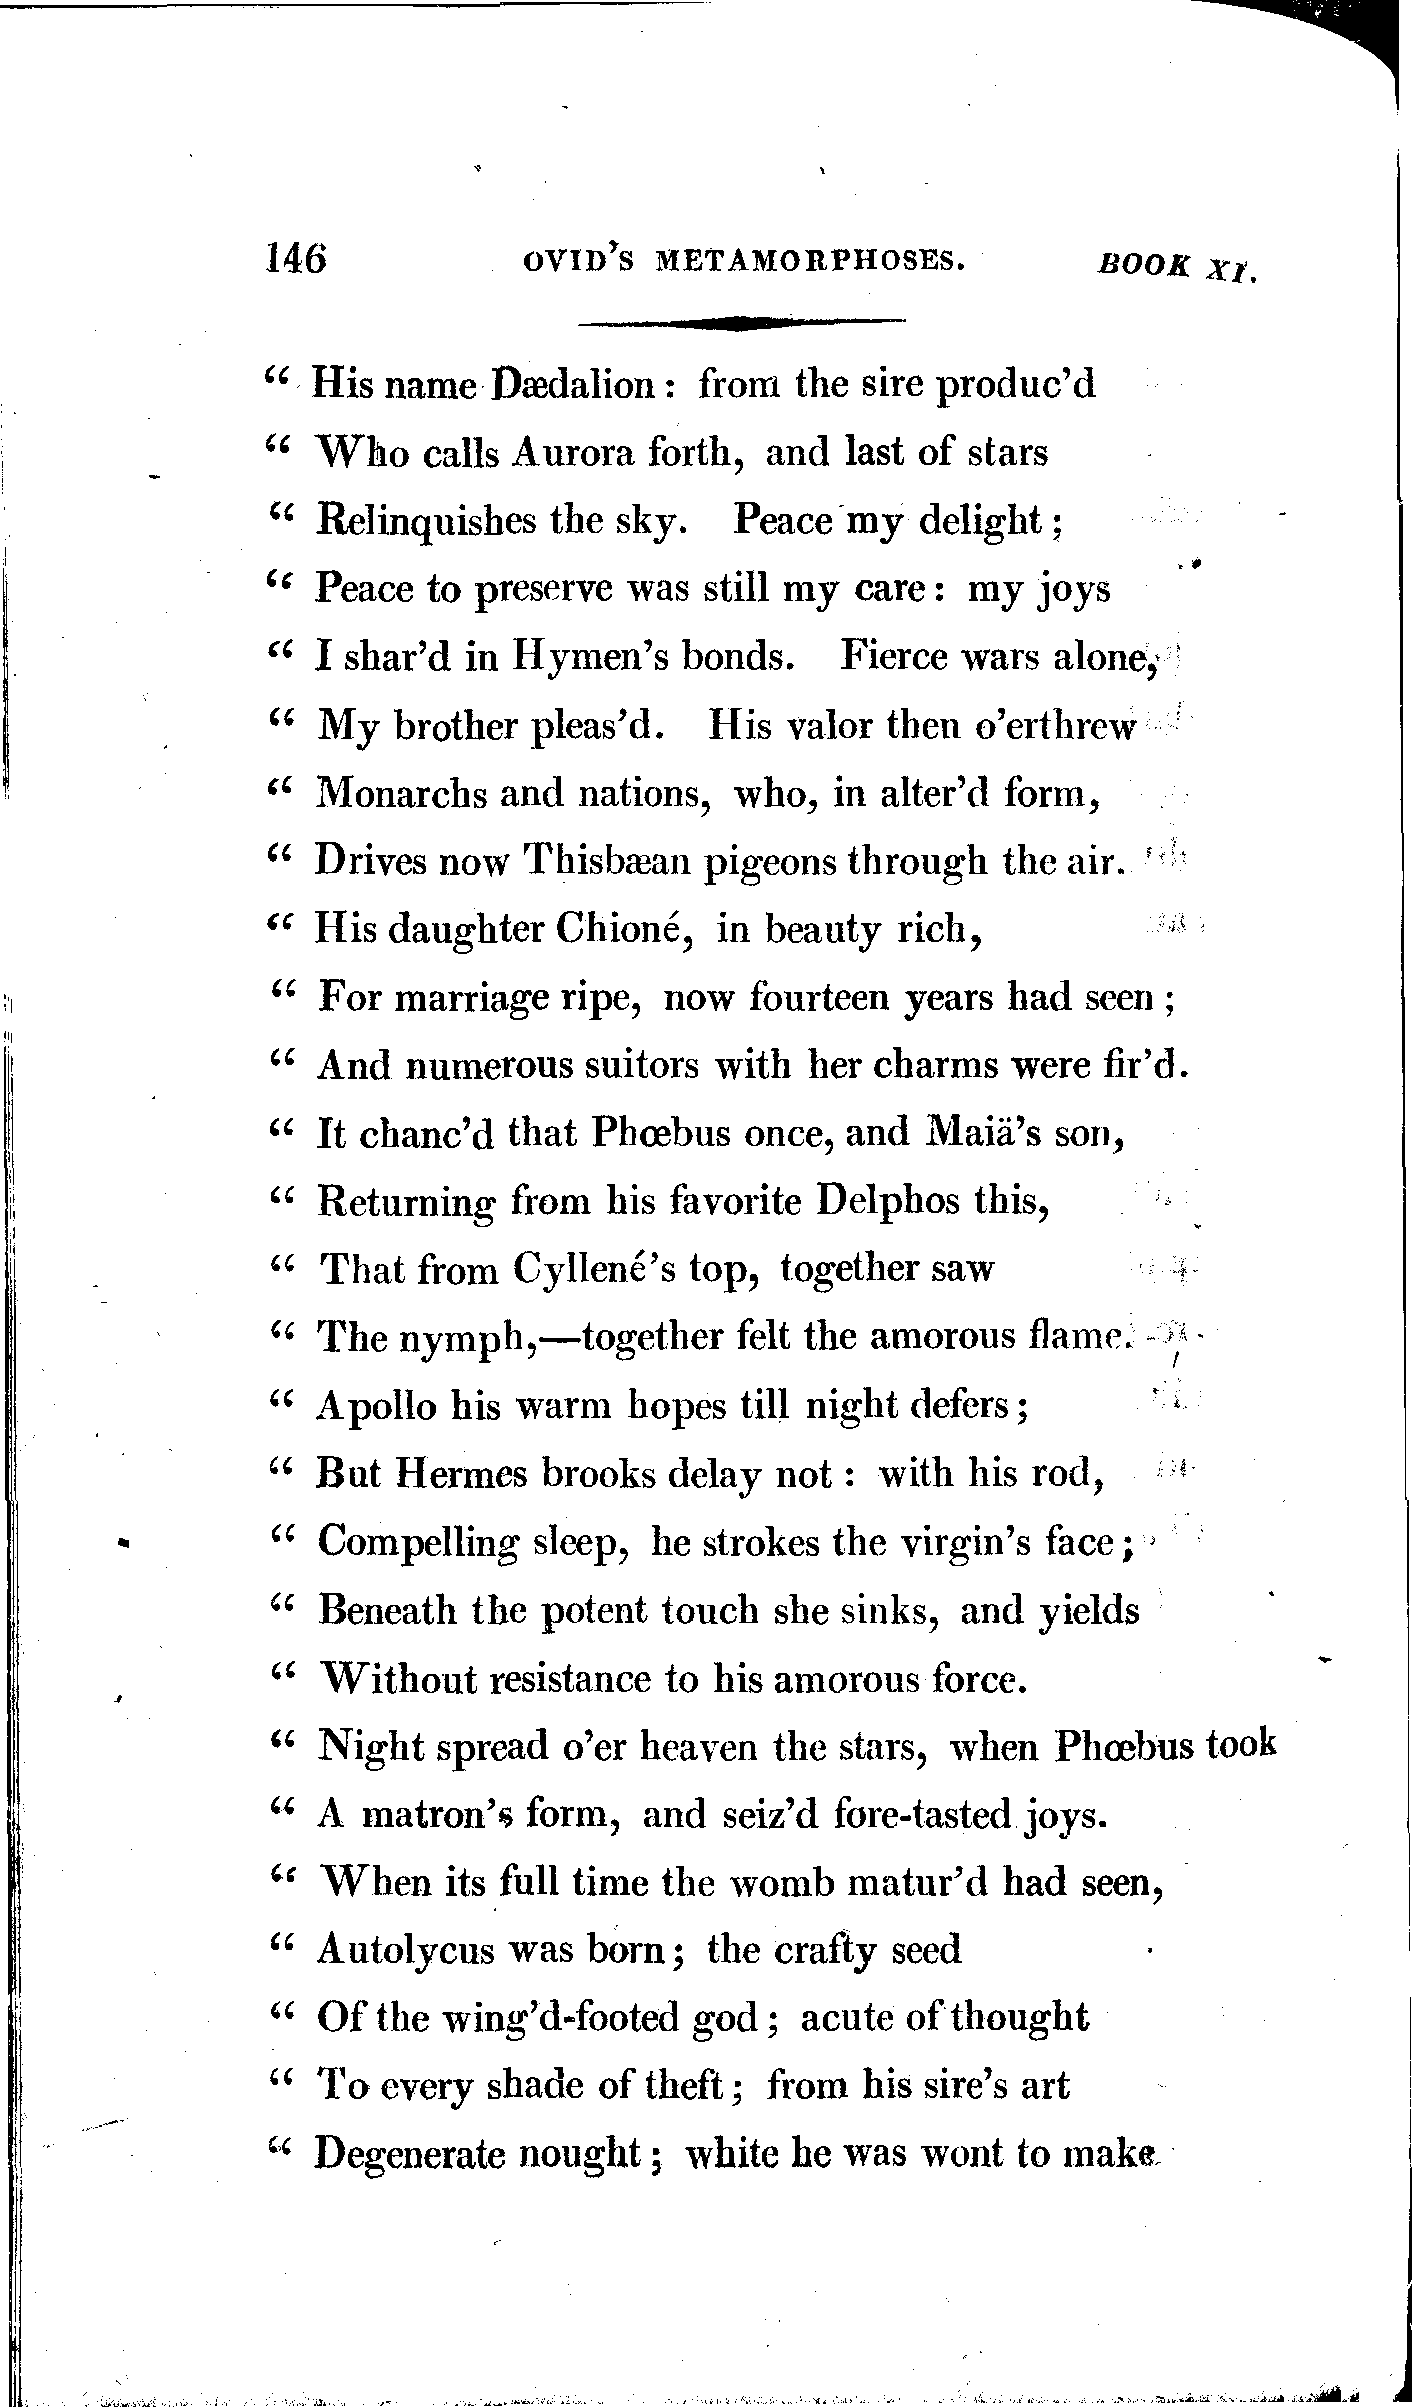 146 OVID'S METAMORPHOSES. BOOK XI.
“ His name Dædalion : from the sire produc'd
“ Who calls Aurora forth, and last of stars
“ Relinquishes the sky. Peace my delight ;
“ Peace to preserve was still my care : my joys
“ I shar'd in Hymen's bonds. Fierce wars alone,
“ My brother pleas'd. His valor then o'erthrew
“ Monarchs and nations, who, in alter'd form,
“ Drives now Thisbæan pigeons through the air.
“ His daughter Chioné, in beauty rich,
“ For marriage ripe, now fourteen years had seen ;
“ And numerous suitors with her charms were fir'd.
“ It chanc'd that Phœbus once, and Maiä's son,
“ Returning from his favorite Delphos this,
“ That from Cyllené's top, together saw
“ The nymph,—together felt the amorous flame.
“ Apollo his warm hopes till night defers ;
“ But Hermes brooks delay not : with his rod,
“ Compelling sleep, he strokes the virgin's face ;
“ Beneath the potent touch she sinks, and yields
“ Without resistance to his amorous force.
“ Night spread o'er heaven the stars, when Phœbus took
“ A matron's form, and seiz'd fore-tasted joys.
“ When its full time the womb matur'd had seen,
“ Autolycus was born ; the crafty seed
“ Of the wing'd-footed god ; acute of thought
“ To every shade of theft ; from his sire's art
“ Degenerate nought ; white he was wont to make